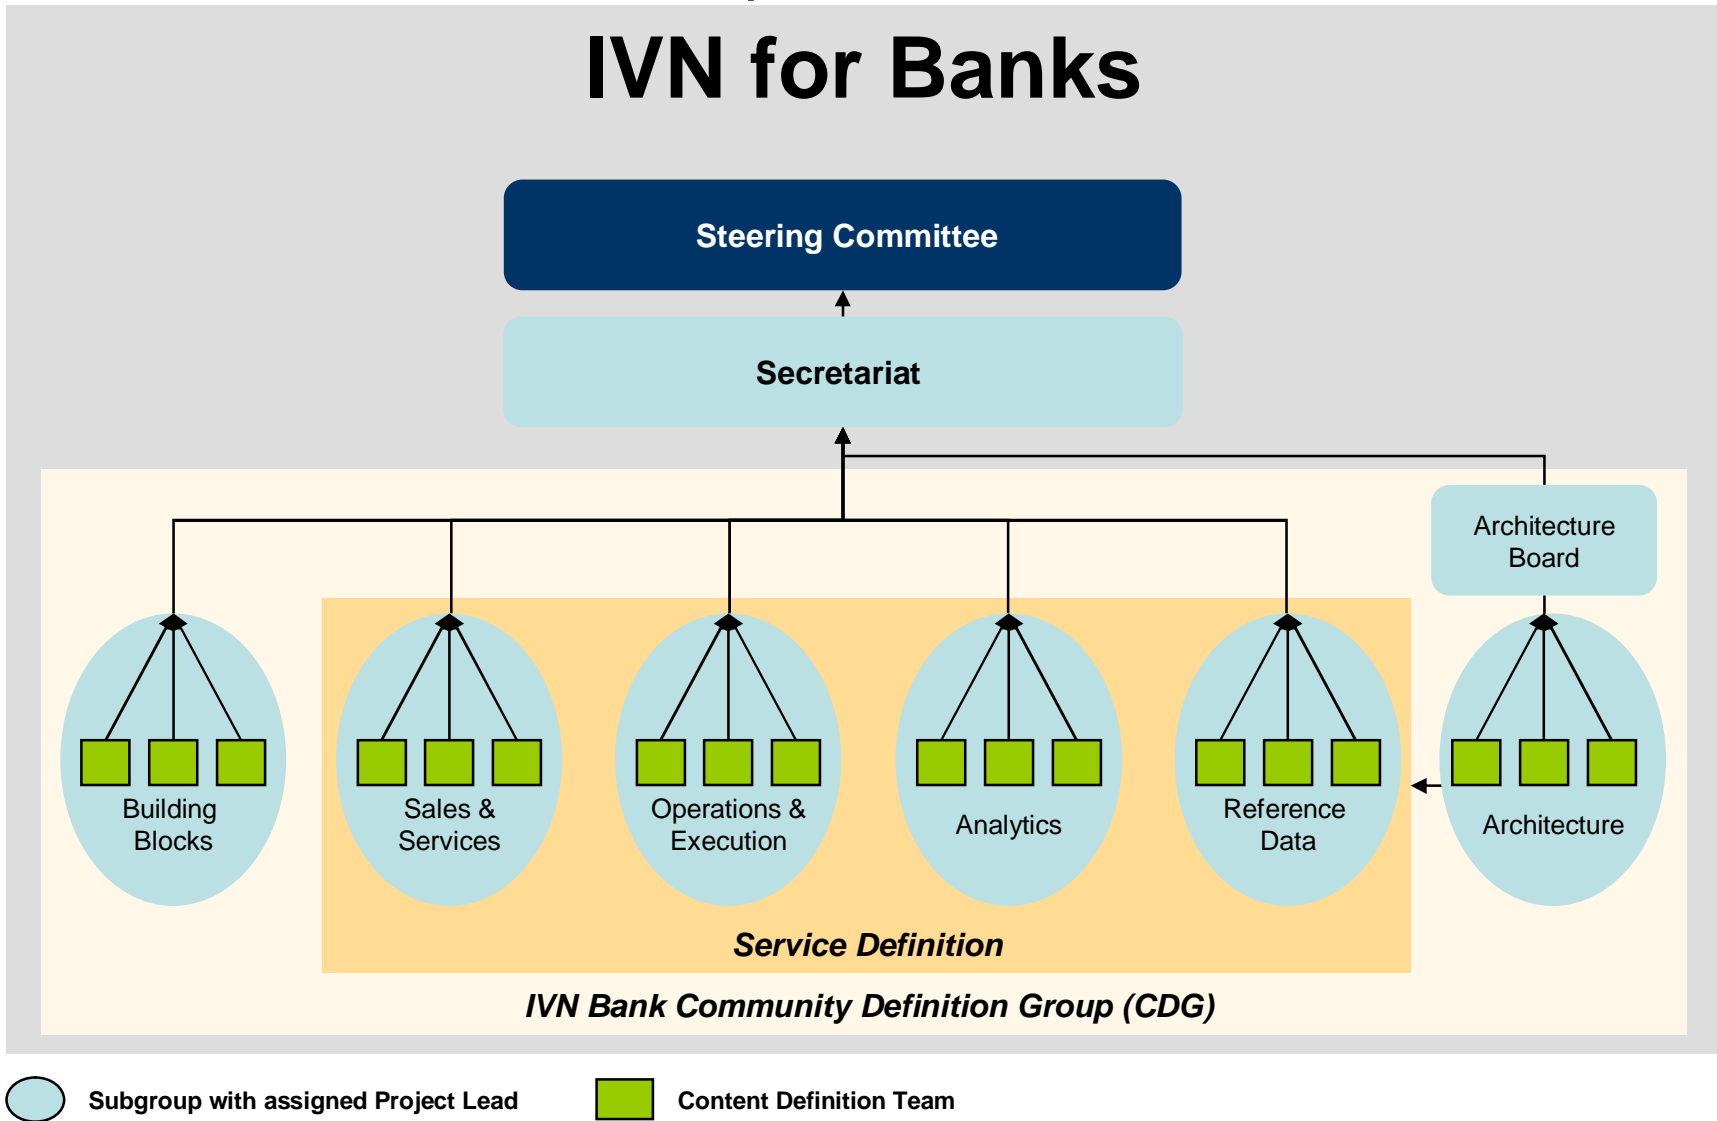 IVN for Banks
Steering Committee
Secretariat
Architecture
Board
Building
Blocks
Sales &
Services
Operations &
Execution
Analytics
Reference
Data
Architecture
Service Definition
IVN Bank Community Definition Group (CDG)
Subgroup with assigned Project Lead
Content Definition Team